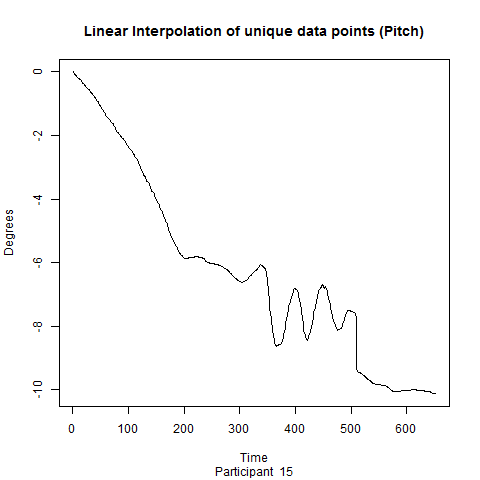 Linear Interpolation of unique data points (Pitch)
0
-2
-4
-6
-8
-10
Degrees
0 100 200 300 400 500 600
Time
Participant 15